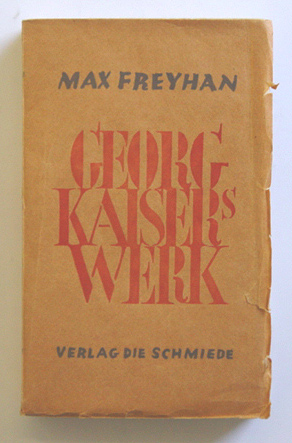 MAX FREYHAN
GEORG
KAISERS
WERK
VERLAG DIE SCHMIEDE